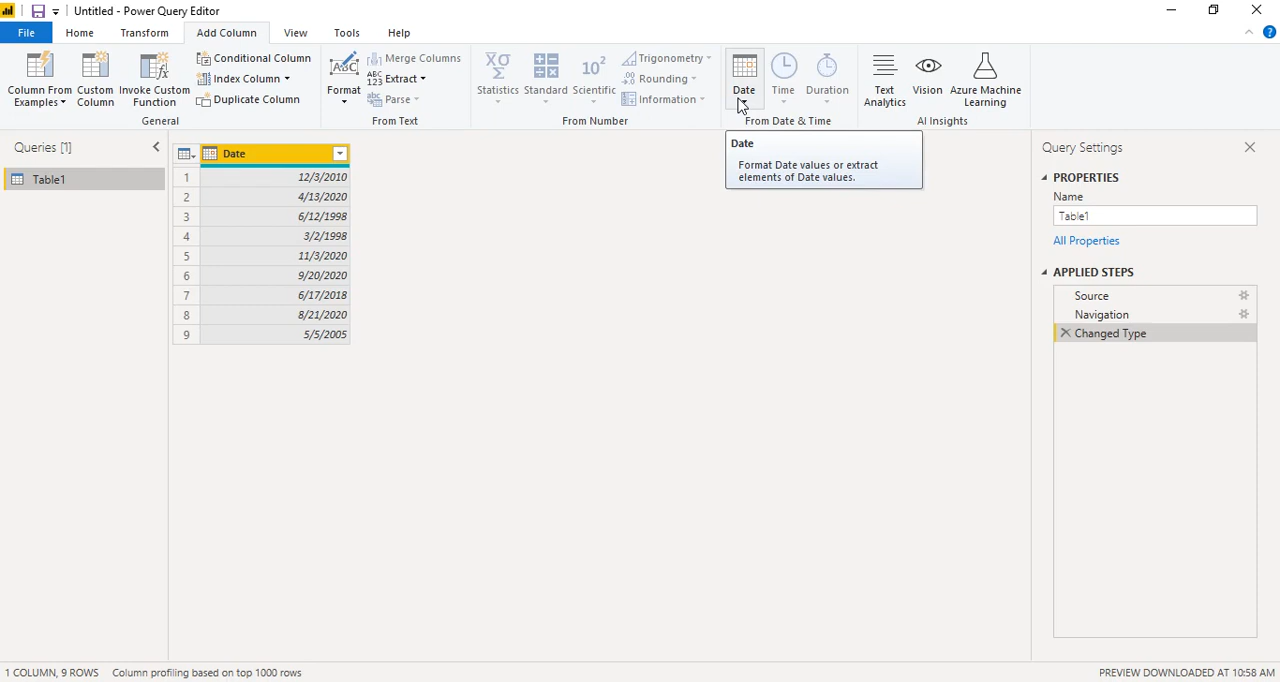 Untitled - Power Query Editor
File Home Transform Add Column View Tools Help
Column From Examples
Custom Column
Invoke Custom Function
Conditional Column
Index Column
Duplicate Column
General
Format
ABC
Merge Columns
ABC 123 Extract
abc Parse
From Text
XΣσ
Statistics
Standard
10²
Scientific
Trigonometry
.00 Rounding
Information
From Number
Date
Time
Duration
From Date & Time
Text Analytics
Vision
Azure Machine Learning
AI Insights
Date
Format Date values or extract
elements of Date values.
Queries [1]
Table1
Date
1 12/3/2010
2 4/13/2020
3 6/12/1998
4 3/2/1998
5 11/3/2020
6 9/20/2020
7 6/17/2018
8 8/21/2020
9 5/5/2005
Query Settings
PROPERTIES
Name
Table1
All Properties
APPLIED STEPS
Source
Navigation
Changed Type
1 COLUMN, 9 ROWS Column profiling based on top 1000 rows
PREVIEW DOWNLOADED AT 10:58 AM